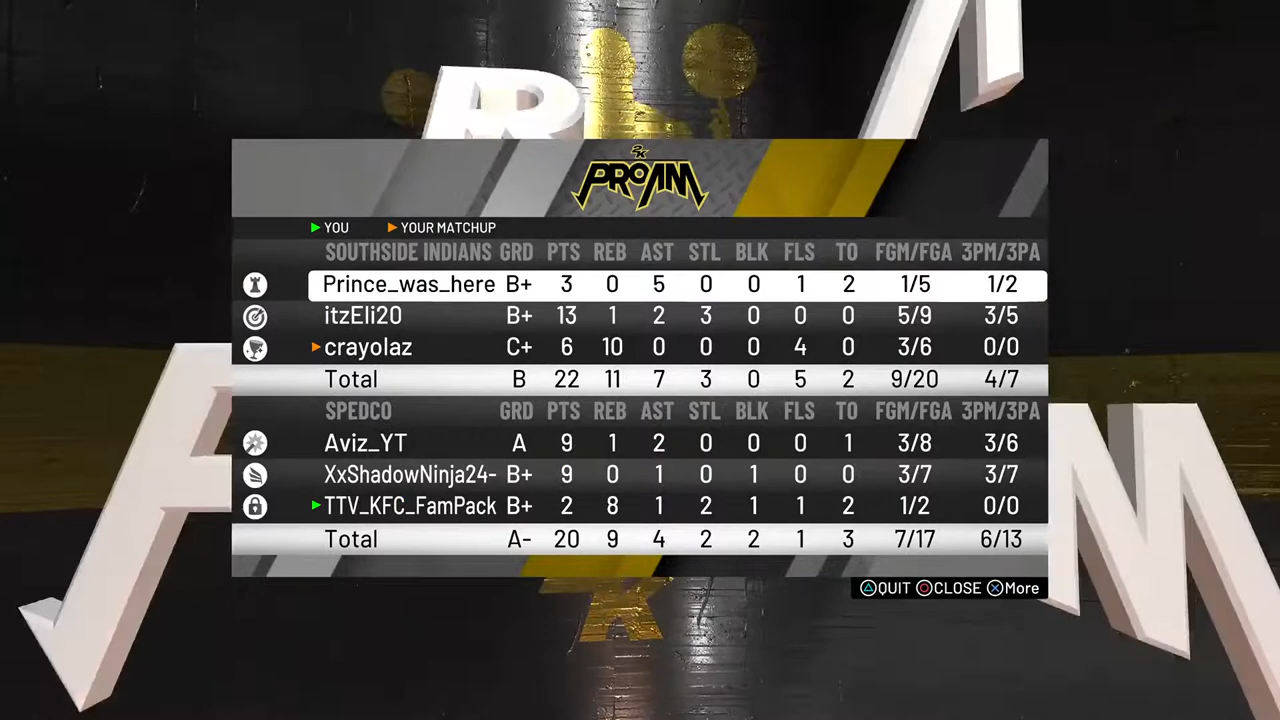 2K
PRO AM
YOU YOUR MATCHUP
SOUTHSIDE INDIANS GRD PTS REB AST STL BLK FLS TO FGM/FGA 3PM/3PA
Prince_was_here B+ 3 0 5 0 0 1 2 1/5 1/2
itzEli20 B+ 13 1 2 3 0 0 0 5/9 3/5
crayolaz C+ 6 10 0 0 0 4 0 3/6 0/0
Total B 22 11 7 3 0 5 2 9/20 4/7
SPEDCO GRD PTS REB AST STL BLK FLS TO FGM/FGA 3PM/3PA
Aviz_YT A 9 1 2 0 0 0 1 3/8 3/6
XxShadowNinja24- B+ 9 0 1 0 1 0 0 3/7 3/7
TTV_KFC_FamPack B+ 2 8 1 2 1 1 2 1/2 0/0
Total A- 20 9 4 2 2 1 3 7/17 6/13
QUIT CLOSE More